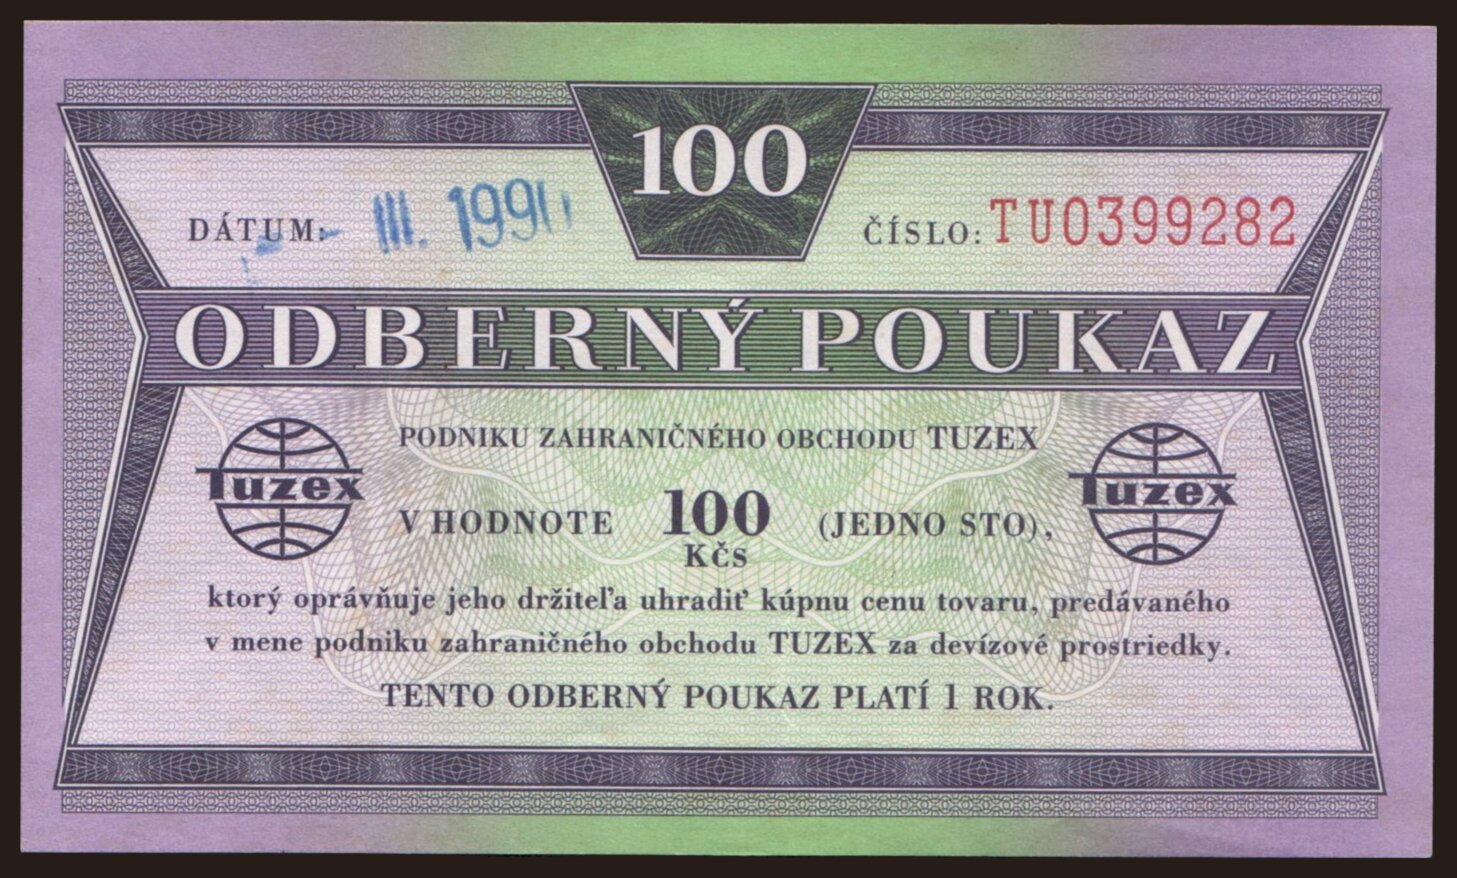 100
DÁTUM: III. 1990
ČÍSLO: TU0399282
ODBERNÝ POUKAZ
PODNIKU ZAHRANIČNÉHO OBCHODU TUZEX
Tuzex
V HODNOTE 100 (JEDNO STO),
KČS
Tuzex
ktorý oprávňuje jeho držiteľa uhradiť kúpnu cenu tovaru, predávaného
v mene podniku zahraničného obchodu TUZEX za devízové prostriedky.
TENTO ODBERNÝ POUKAZ PLATÍ 1 ROK.